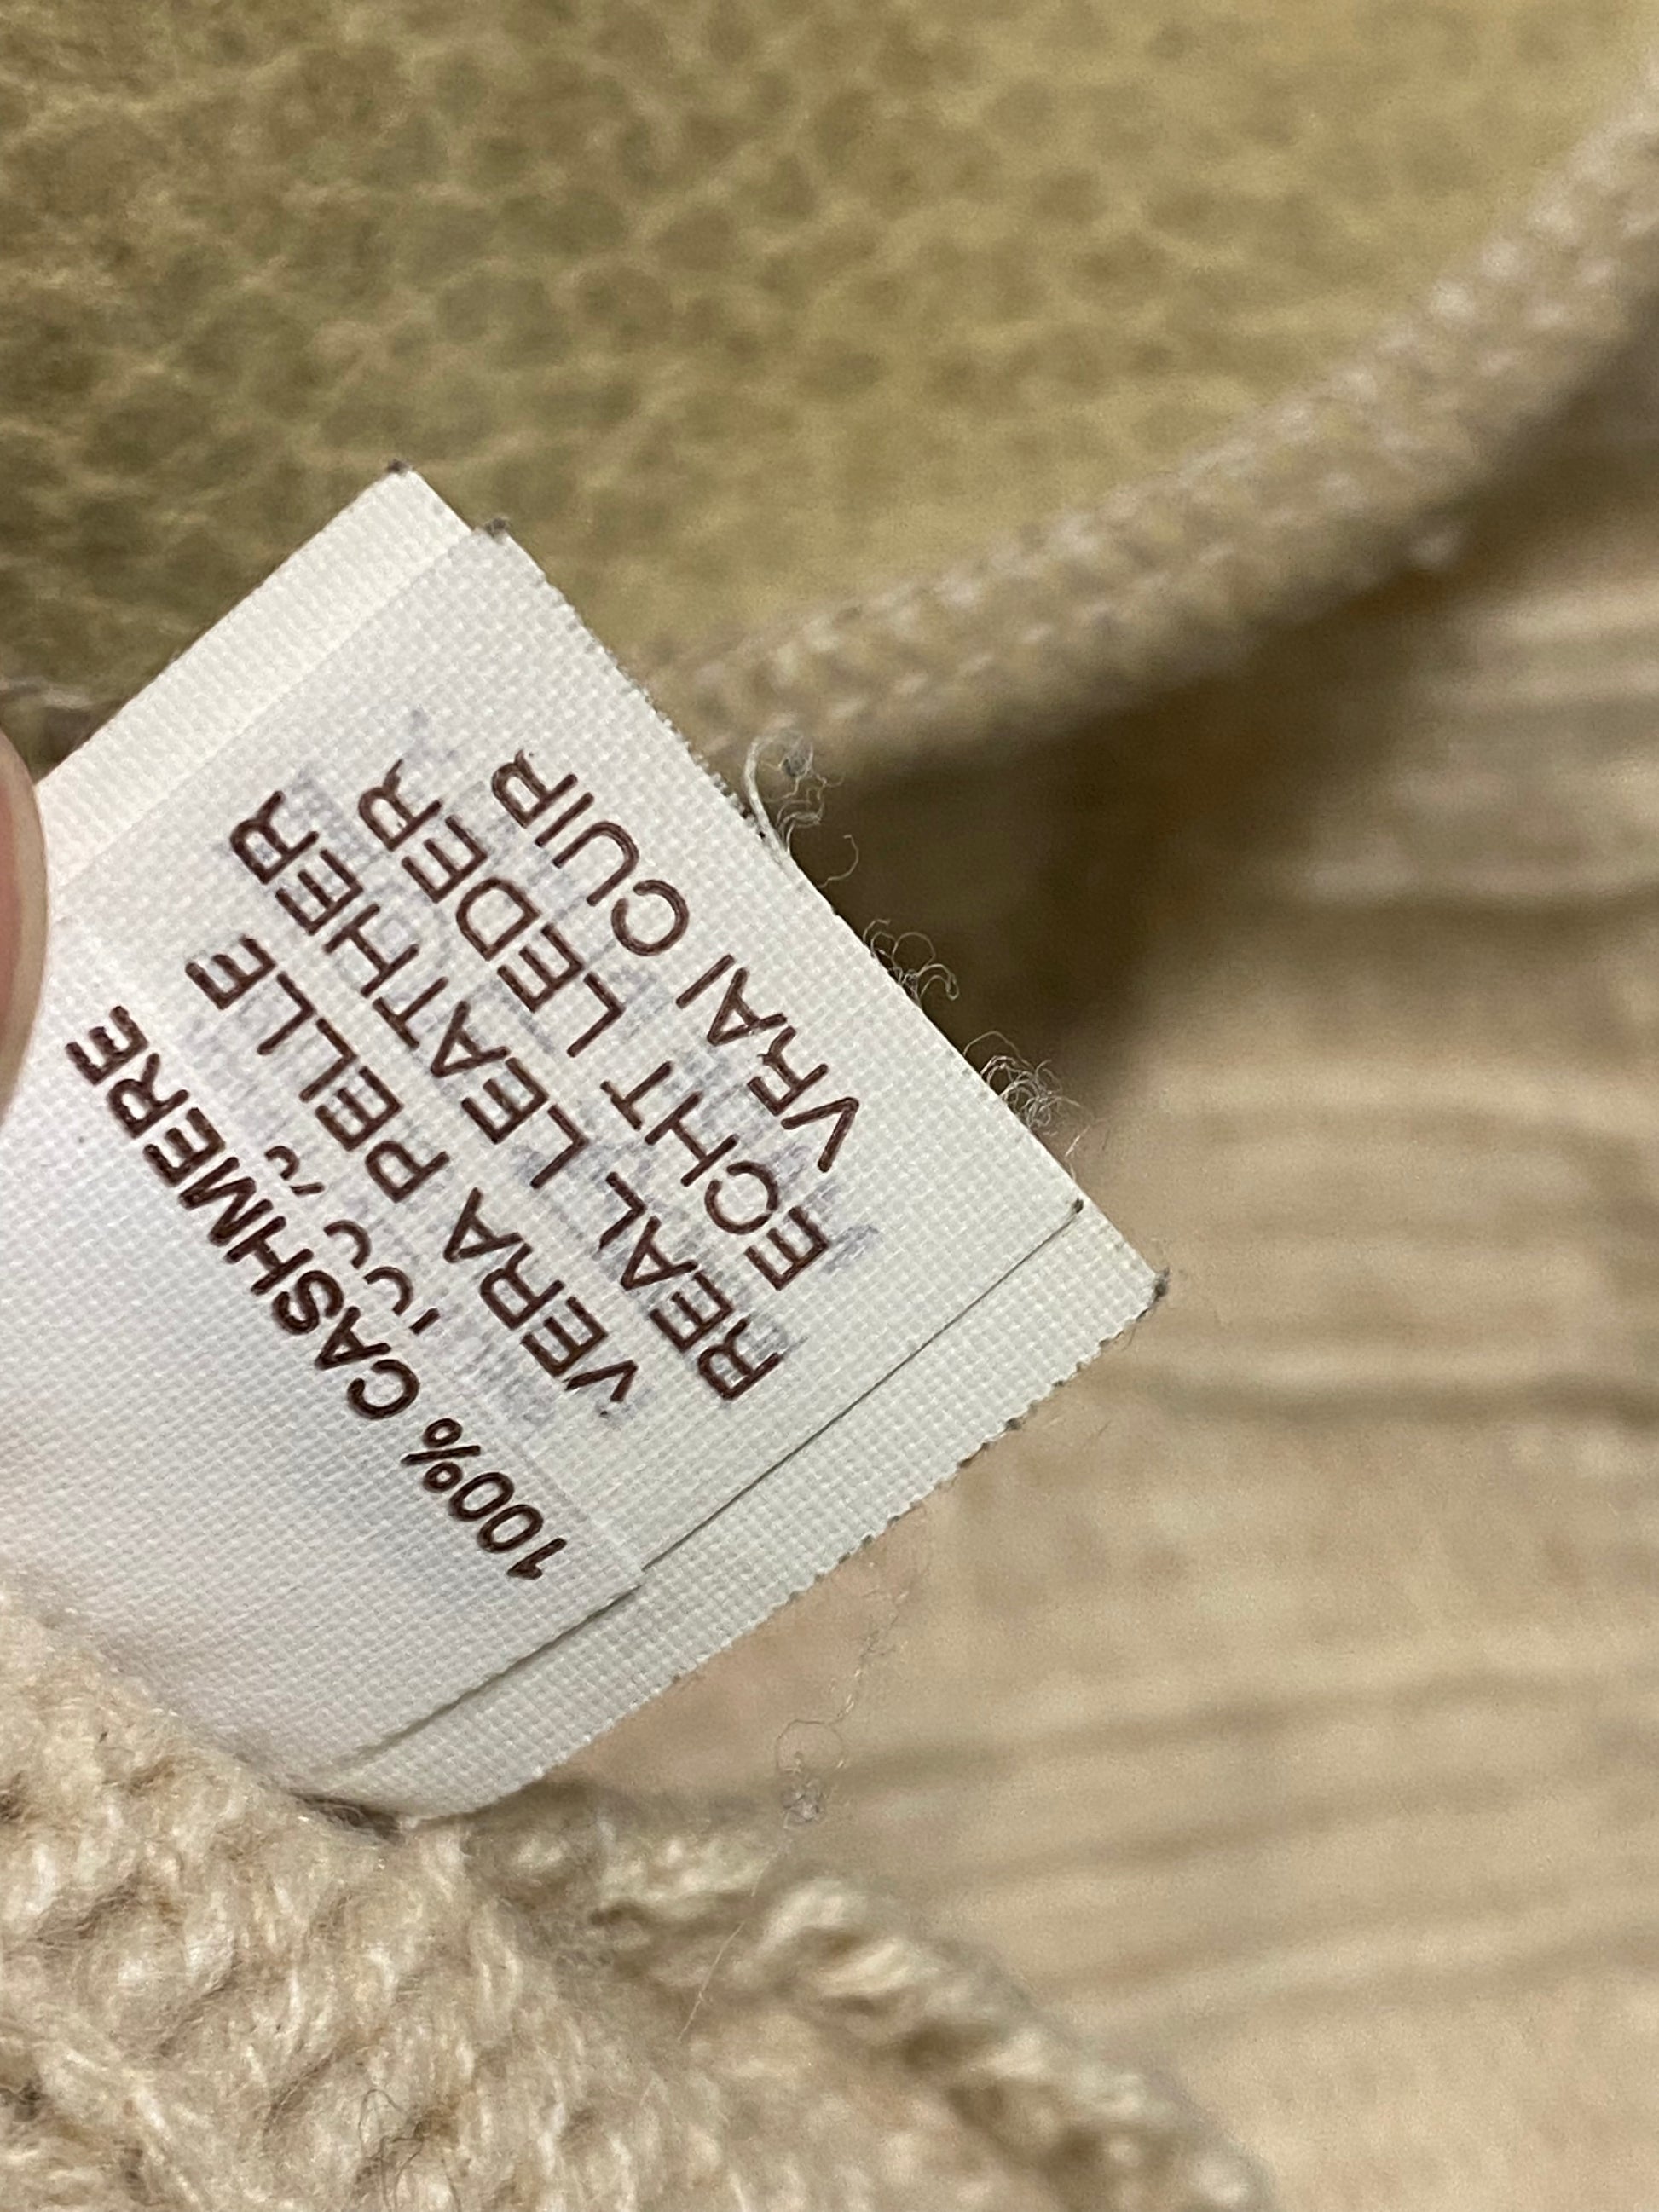 100% CASHMERE
VERA PELLE
REAL LEATHER
ECHT LEDER
VRAI CUIR